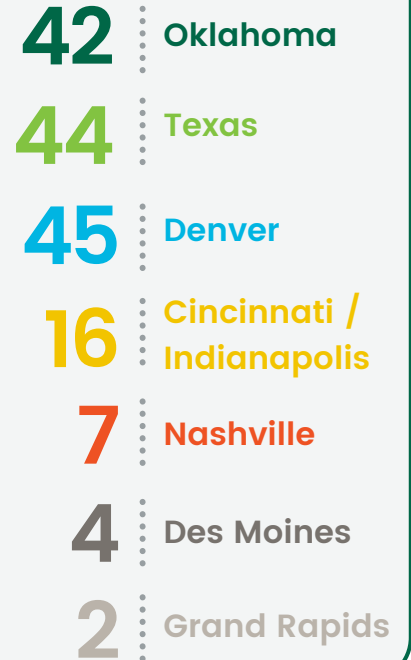 42 Oklahoma
44 Texas
45 Denver
16 Cincinnati /
Indianapolis
7 Nashville
4 Des Moines
2 Grand Rapids